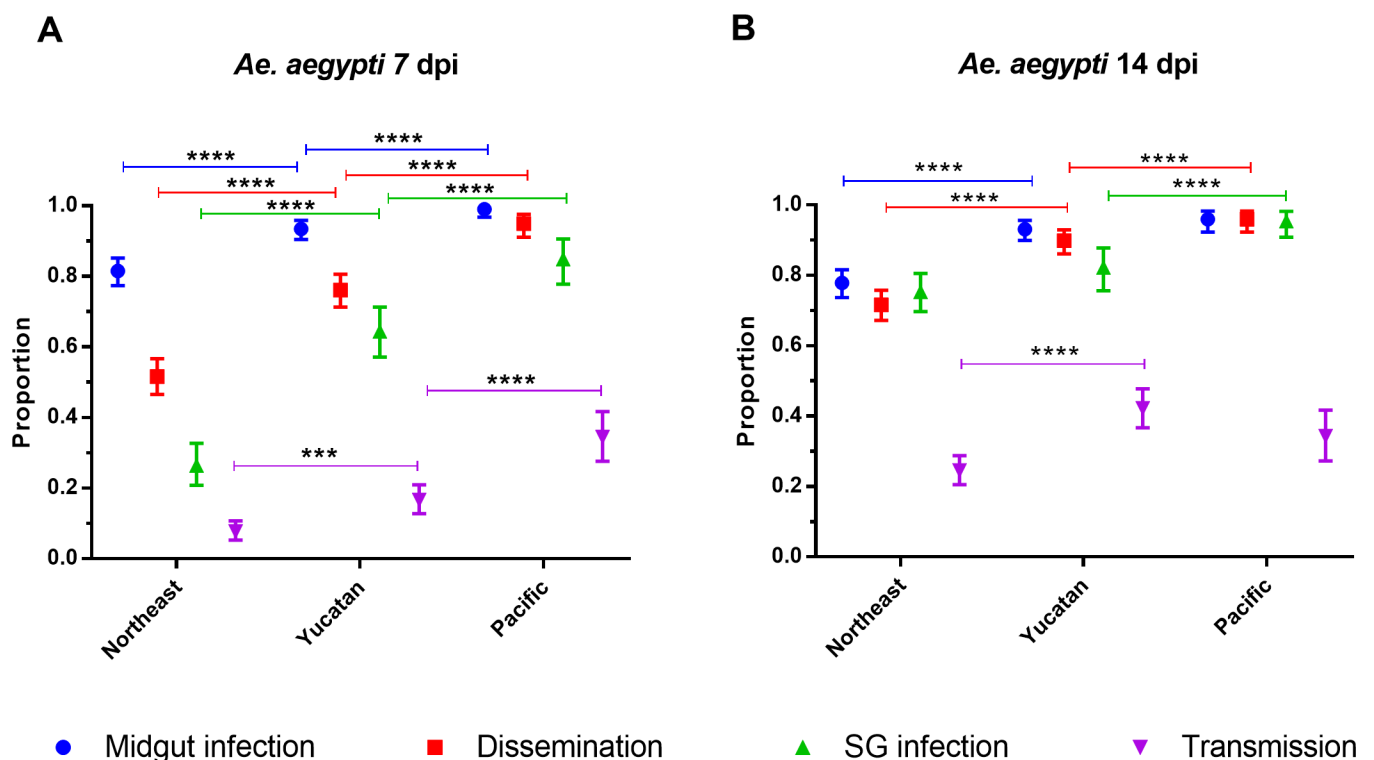 A
Ae. aegypti 7 dpi
****
****
****
****
****
****
***
****
1.0
0.8
0.6
0.4
0.2
0.0
Proportion
Northeast
Yucatan
Pacific
B
Ae. aegypti 14 dpi
****
****
****
****
****
1.0
0.8
0.6
0.4
0.2
0.0
Proportion
Northeast
Yucatan
Pacific
Midgut infection
Dissemination
SG infection
Transmission